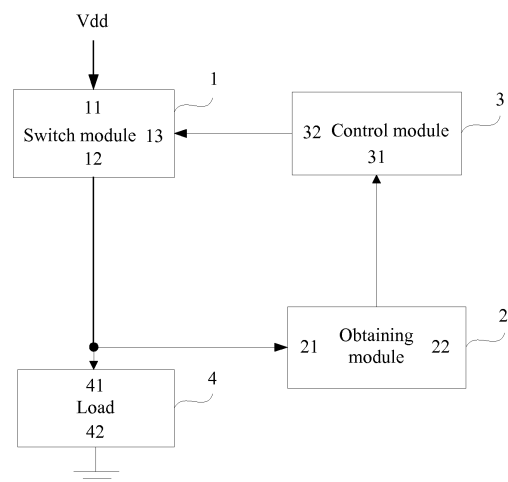 Vdd
1
11
Switch module 13
12
3
32 Control module
31
2
21 Obtaining module 22
4
41
Load
42